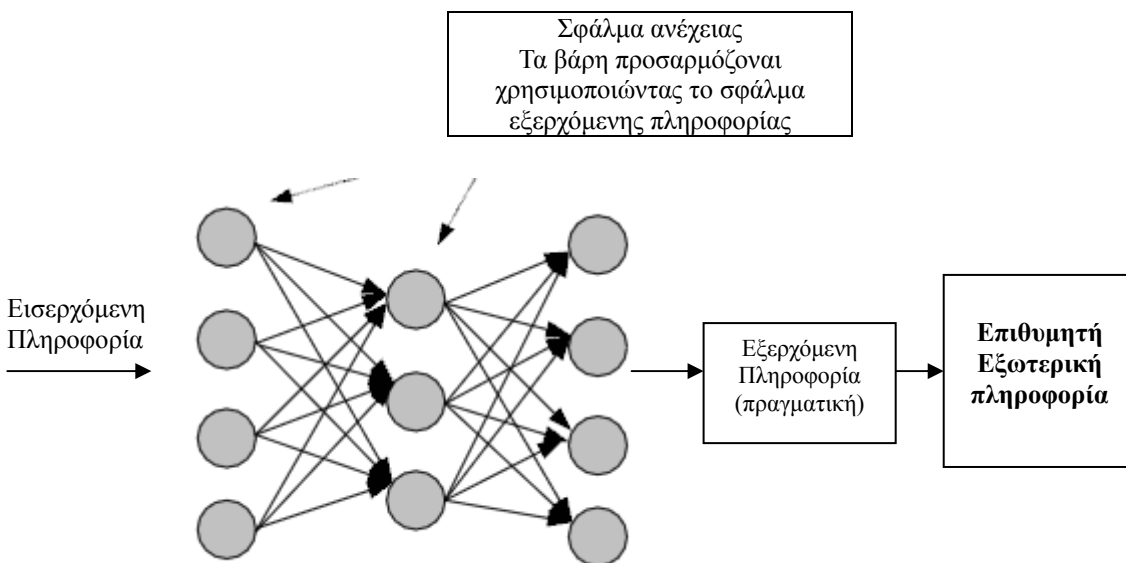 Σφάλμα ανέχειας
Τα βάρη προσαρμόζοναι
χρησιμοποιώντας το σφάλμα
εξερχόμενης πληροφορίας
Εισερχόμενη
Πληροφορία
Εξερχόμενη
Πληροφορία
(πραγματική)
Επιθυμητή
Εξωτερική
πληροφορία